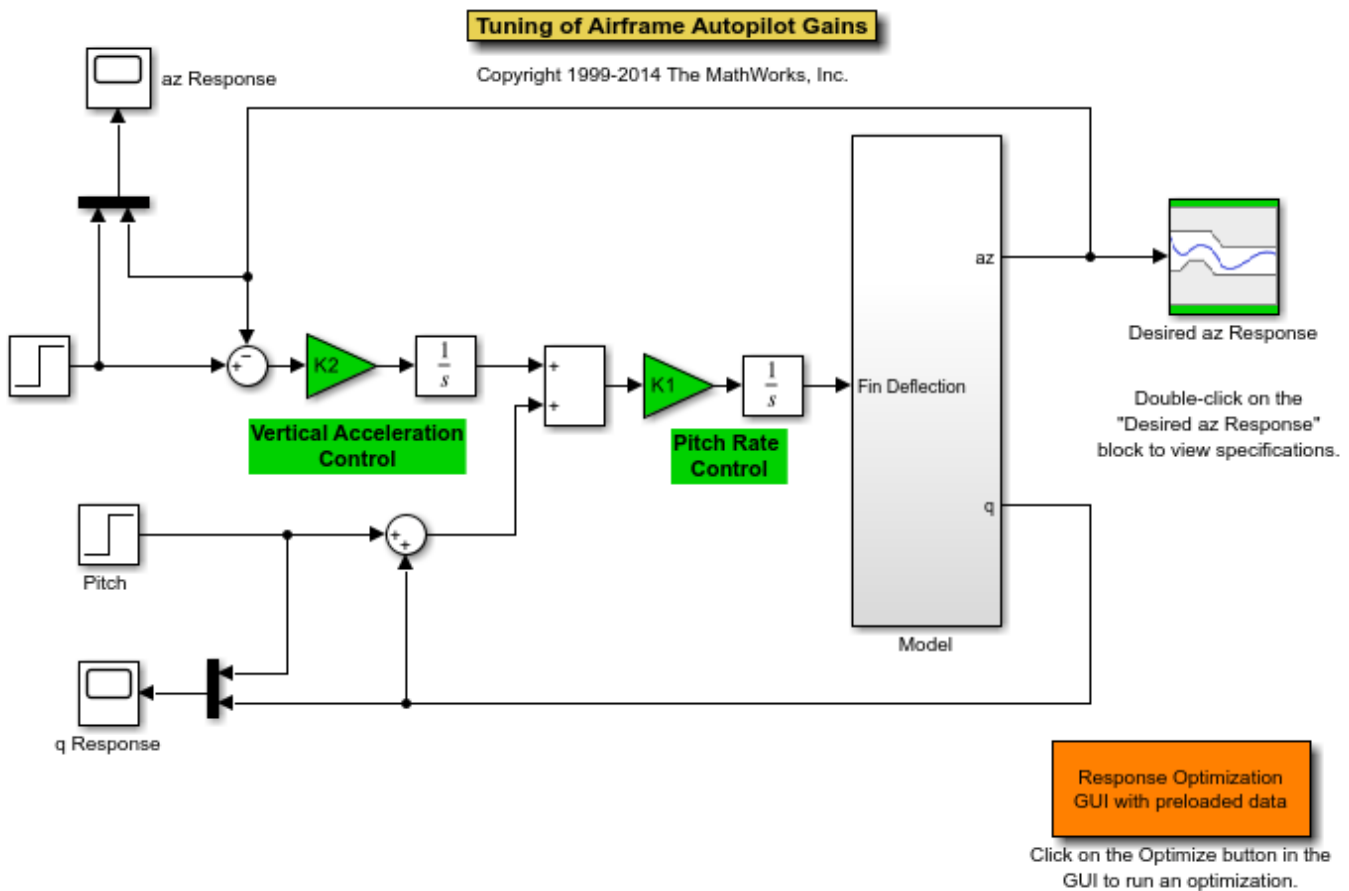 Tuning of Airframe Autopilot Gains
Copyright 1999-2014 The MathWorks, Inc.
az Response
az
Desired az Response
−
+
K2
1
s
+
+
K1
1
s
Fin Deflection
Double-click on the
"Desired az Response"
block to view specifications.
Vertical Acceleration
Control
Pitch Rate
Control
q
+
+
Pitch
Model
q Response
Response Optimization
GUI with preloaded data
Click on the Optimize button in the
GUI to run an optimization.